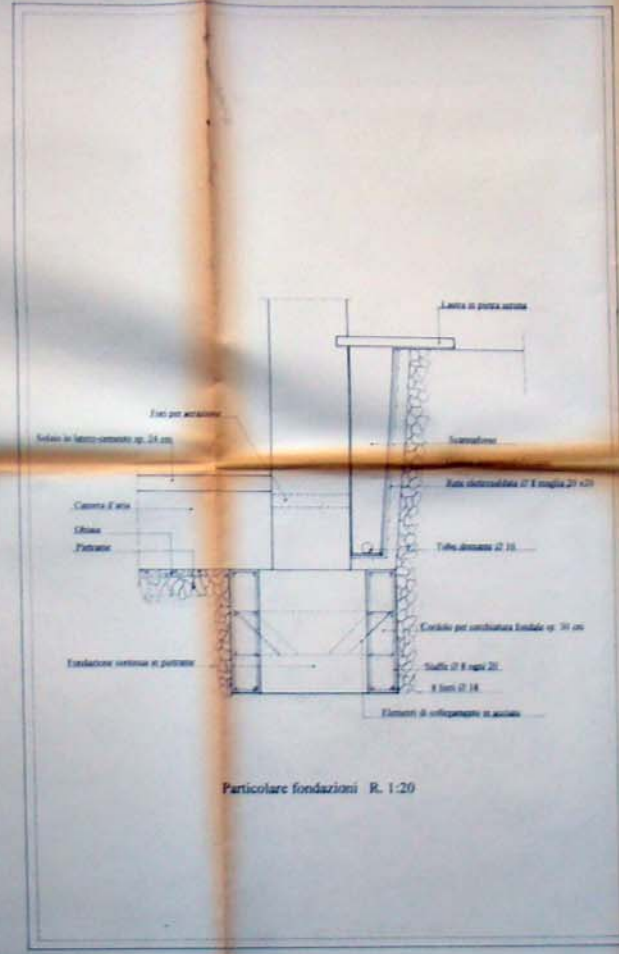 Lastra in pietra serena
Fori per aerazione
Solaio in latero-cemento sp. 24 cm
Scannafosso
Rete elettrosaldata Ø 8 maglia 20 x20
Camera d'aria
Ghiaia
Pietrame
Tubo drenante Ø 16
Cordolo per cerchiatura fondale sp. 30 cm
Fondazione continua in pietrame
Staffe Ø 8 ogni 20
8 ferri Ø 18
Elementi di collegamento in acciaio
Particolare fondazioni R. 1:20